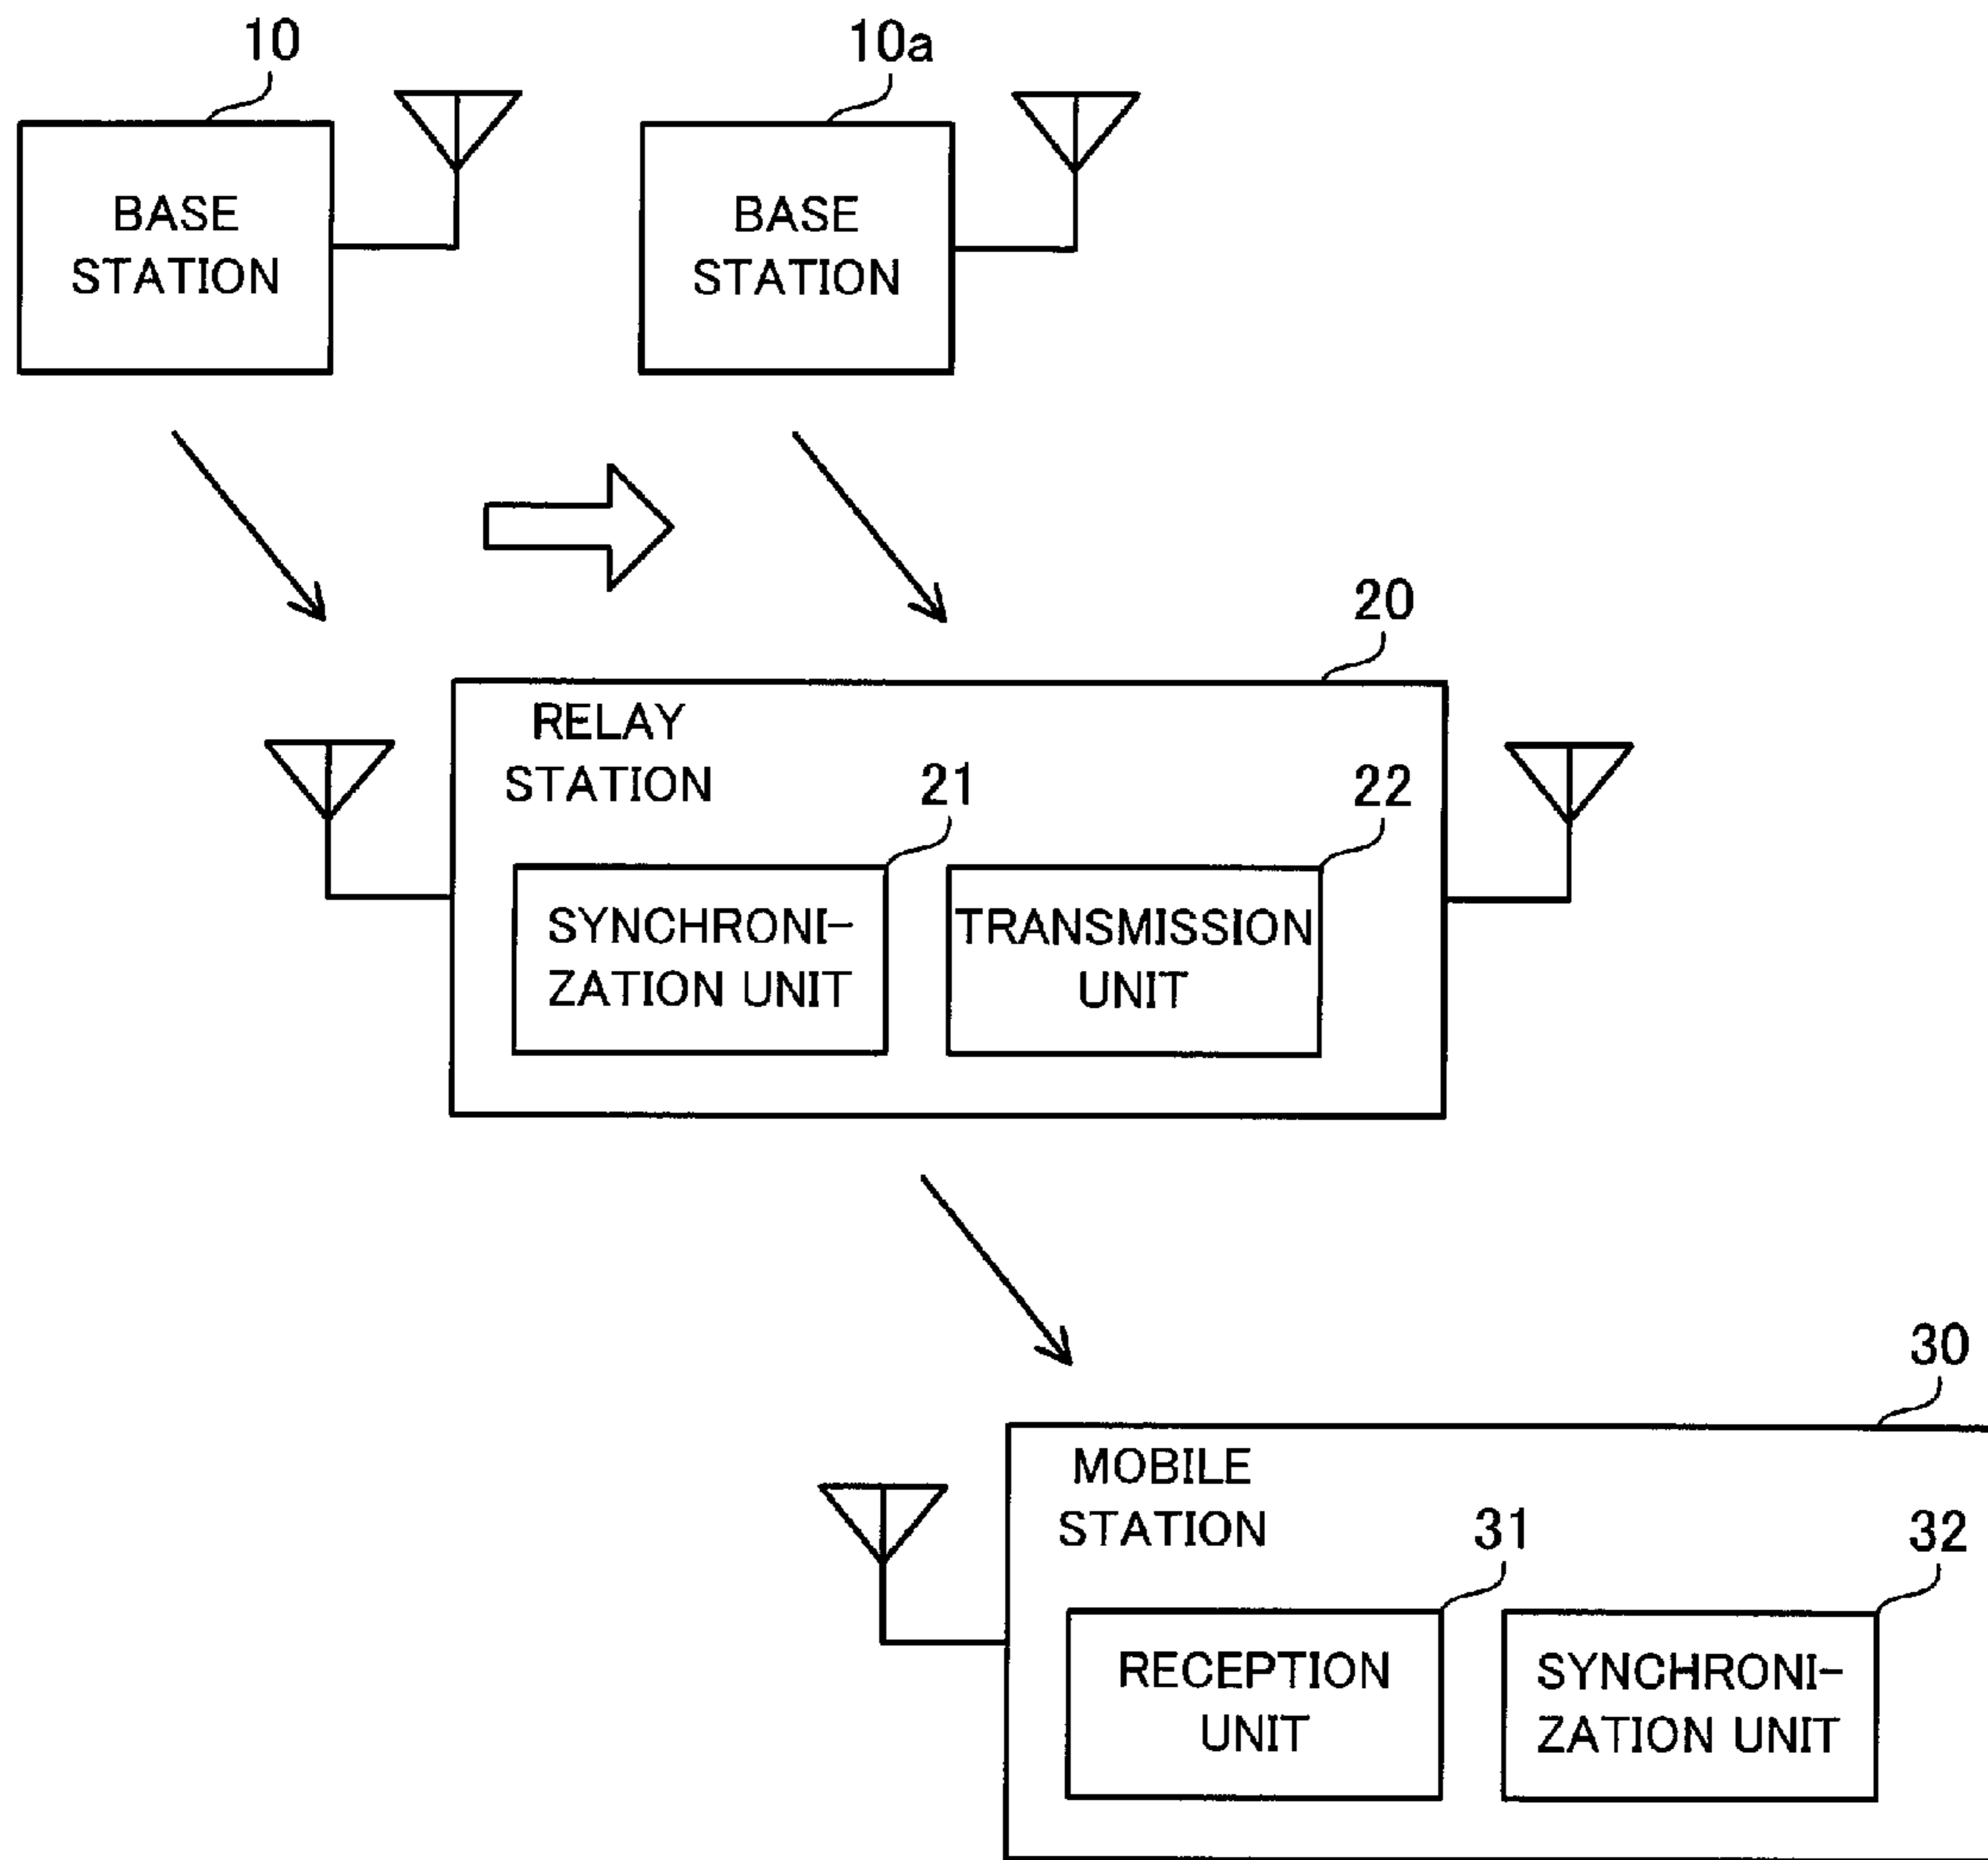 10
10a
BASE
STATION
BASE
STATION
20
RELAY
STATION
21
22
SYNCHRONI-
ZATION UNIT
TRANSMISSION
UNIT
30
MOBILE
STATION
31
32
RECEPTION
UNIT
SYNCHRONI-
ZATION UNIT